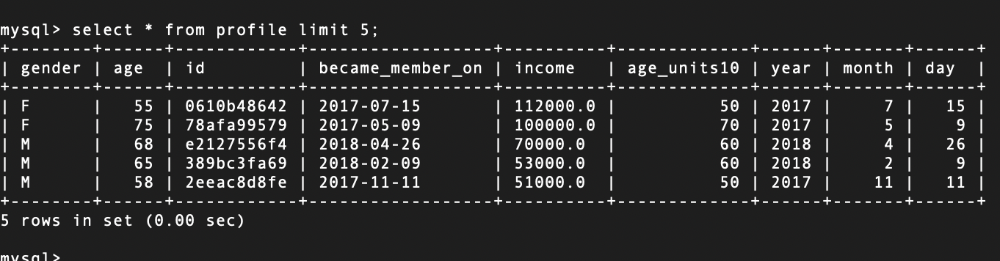 mysql> select * from profile limit 5;
+--------+------+------------+------------------+----------+-------------+------+-------+------+
| gender | age  | id         | became_member_on | income   | age_units10 | year | month | day  |
+--------+------+------------+------------------+----------+-------------+------+-------+------+
| F      |   55 | 0610b48642 | 2017-07-15       | 112000.0 |          50 | 2017 |     7 |   15 |
| F      |   75 | 78afa99579 | 2017-05-09       | 100000.0 |          70 | 2017 |     5 |    9 |
| M      |   68 | e2127556f4 | 2018-04-26       | 70000.0  |          60 | 2018 |     4 |   26 |
| M      |   65 | 389bc3fa69 | 2018-02-09       | 53000.0  |          60 | 2018 |     2 |    9 |
| M      |   58 | 2eeac8d8fe | 2017-11-11       | 51000.0  |          50 | 2017 |    11 |   11 |
+--------+------+------------+------------------+----------+-------------+------+-------+------+
5 rows in set (0.00 sec)
mysql>